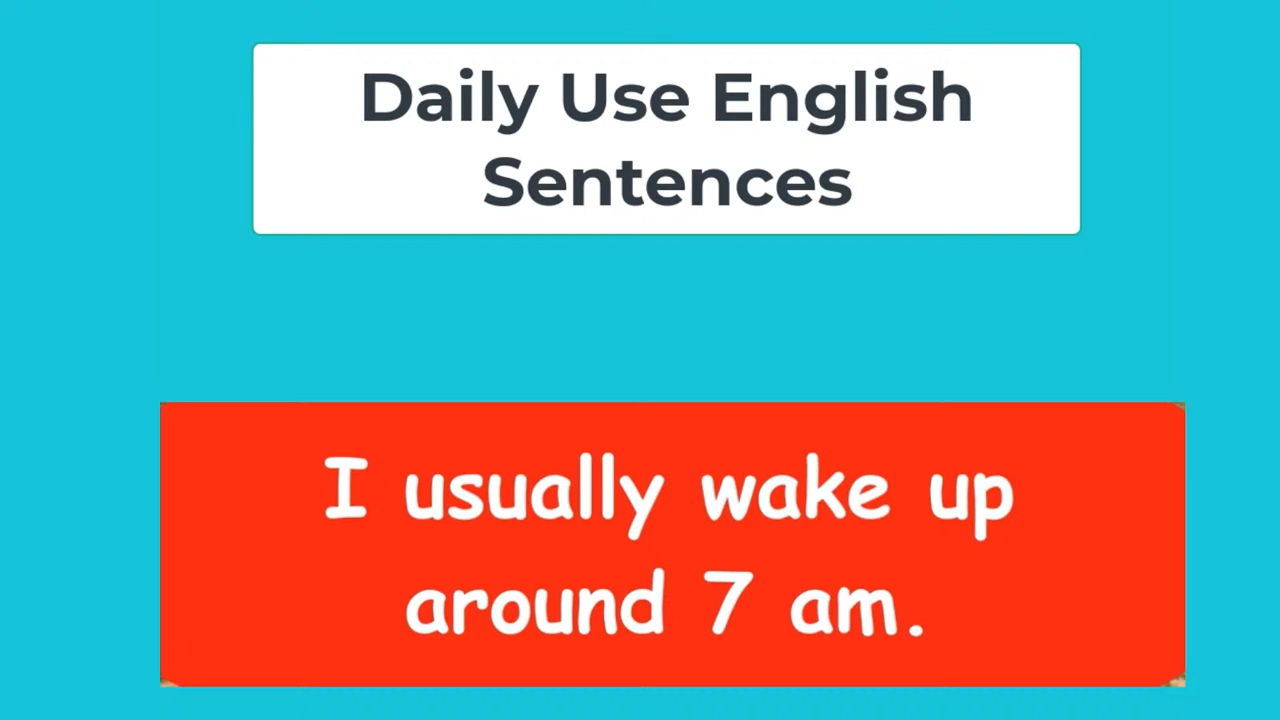 Daily Use English
Sentences
I usually wake up
around 7 am.